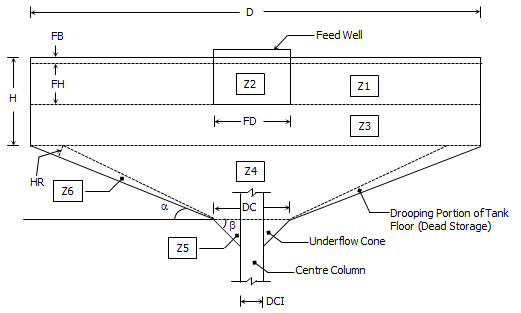 D
Feed Well
FB
FH
Z2
Z1
H
FD
Z3
HR
Z4
Z6
DC
α
β
Drooping Portion of Tank
Floor (Dead Storage)
Z5
Underflow Cone
Centre Column
DCI